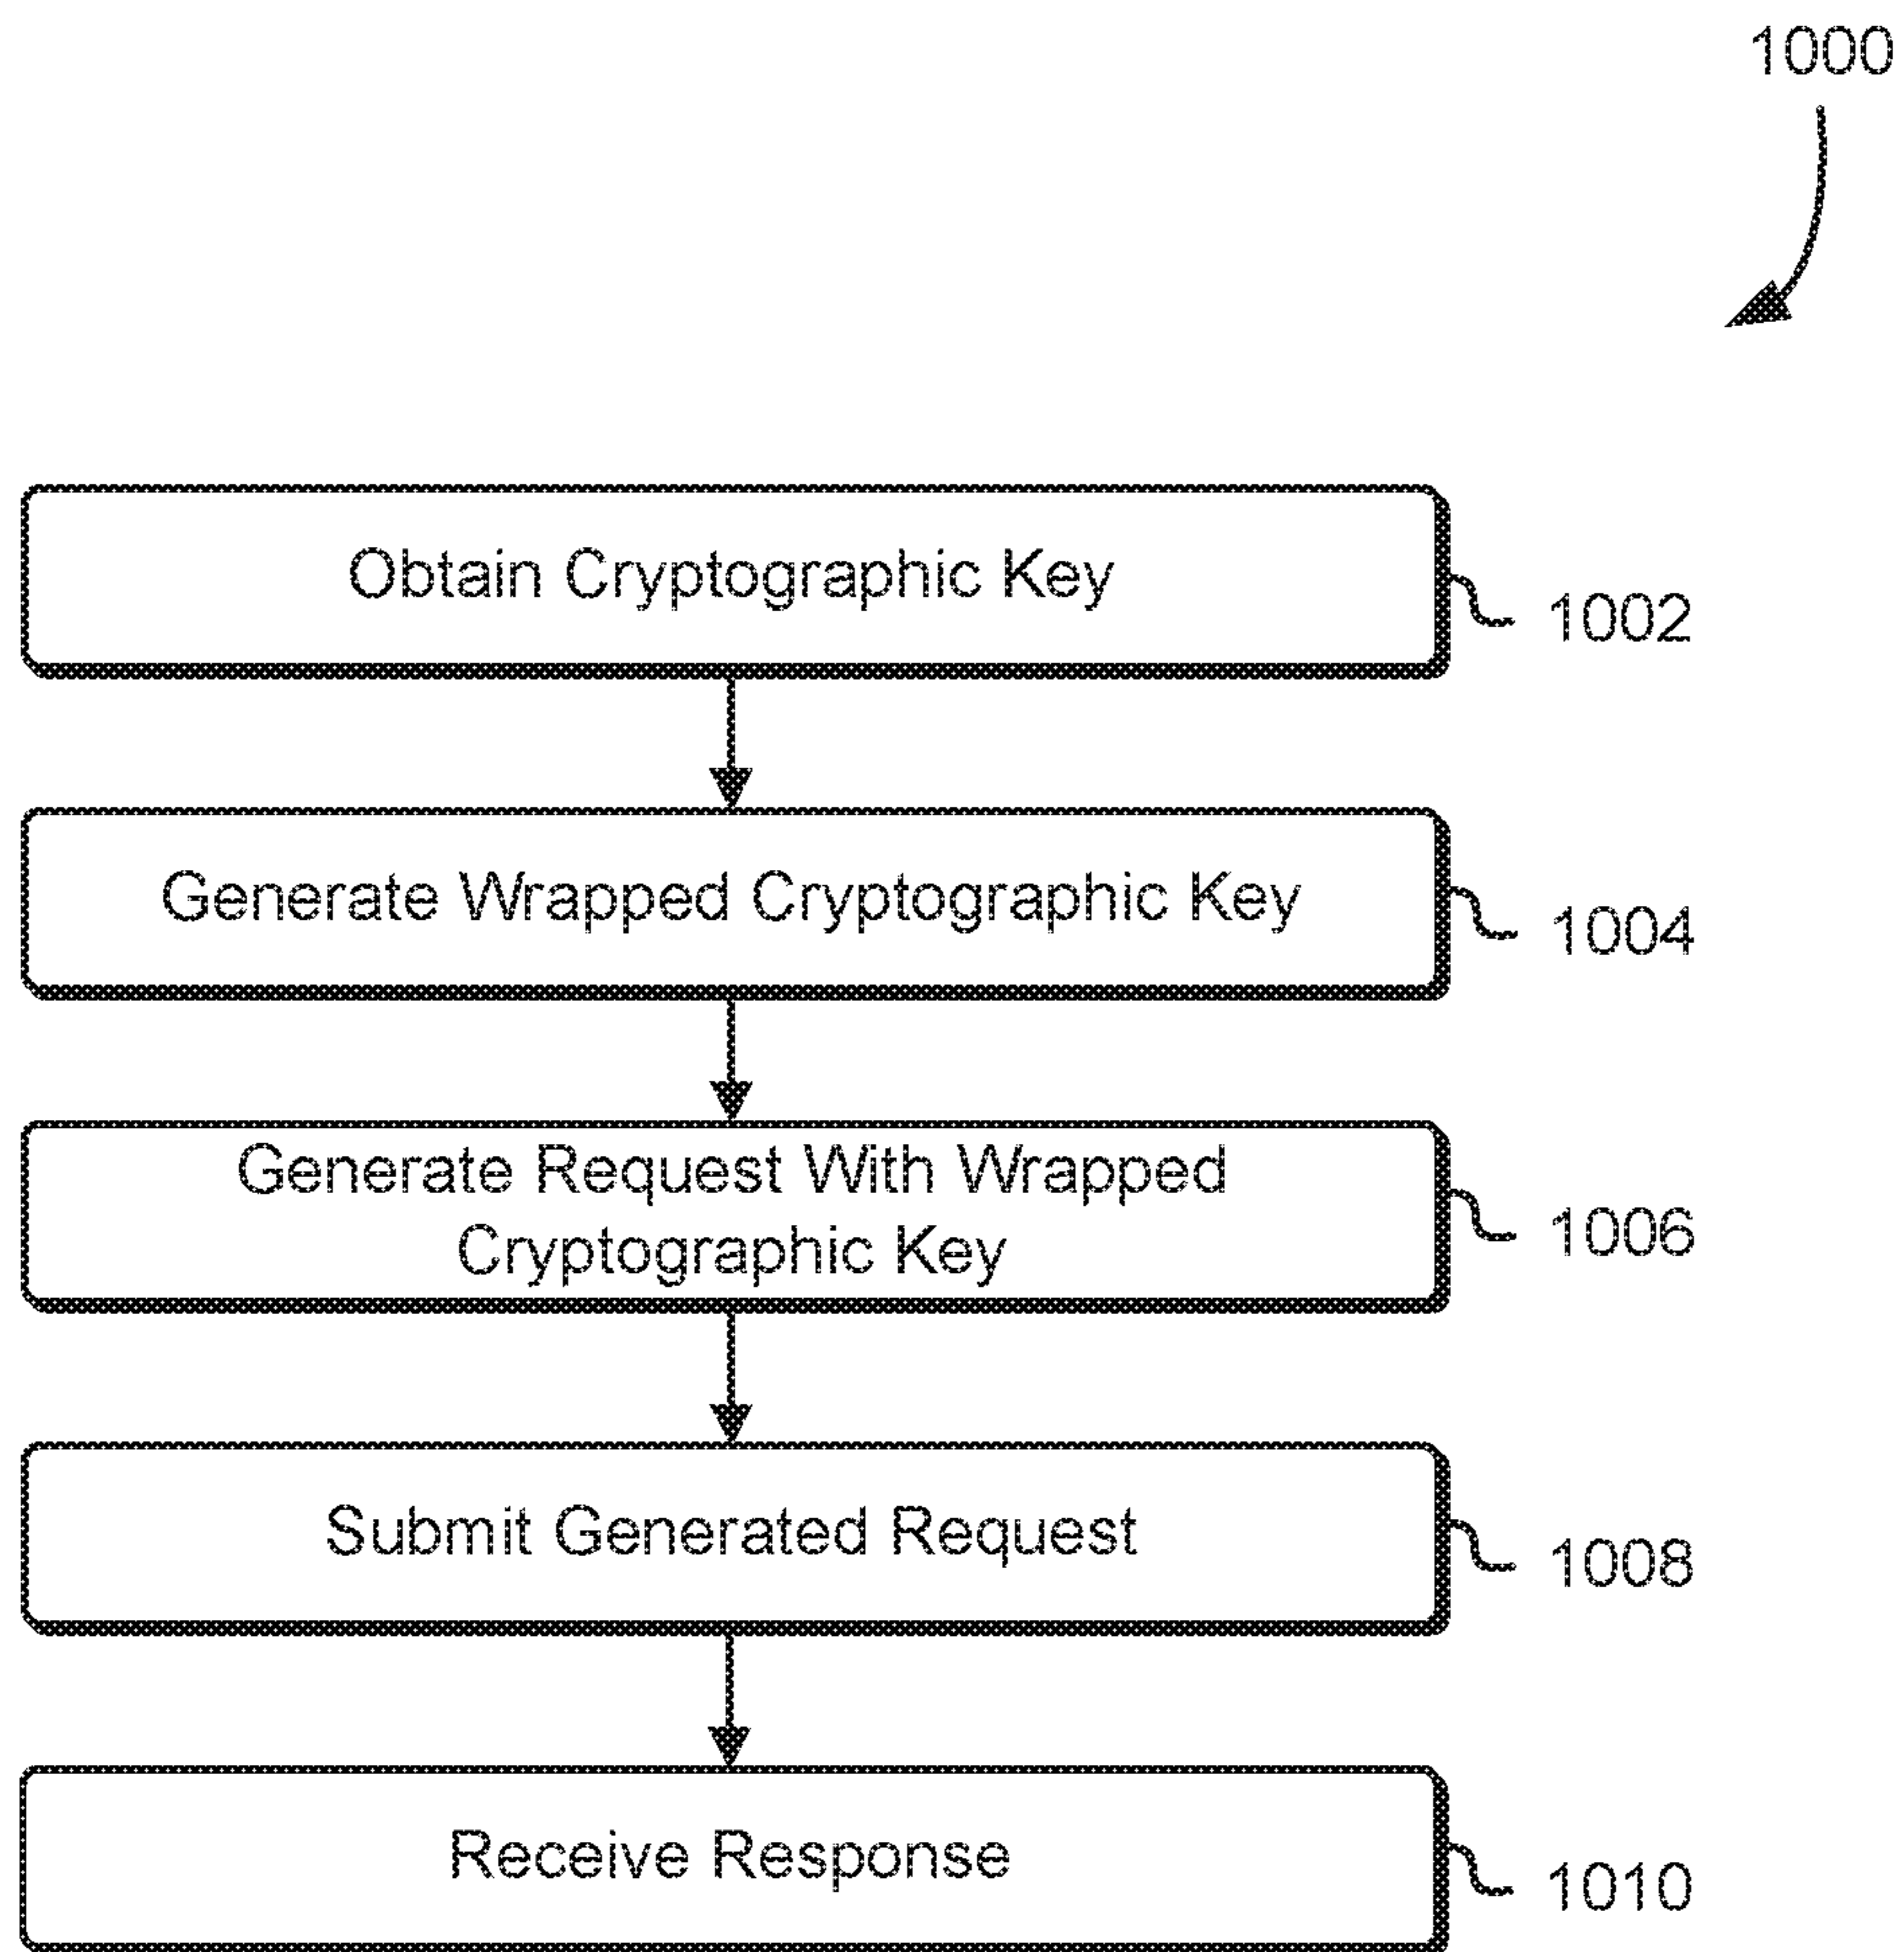 1000
Obtain Cryptographic Key
1002
Generate Wrapped Cryptographic Key
1004
Generate Request With Wrapped
Cryptographic Key
1006
Submit Generated Request
1008
Receive Response
1010